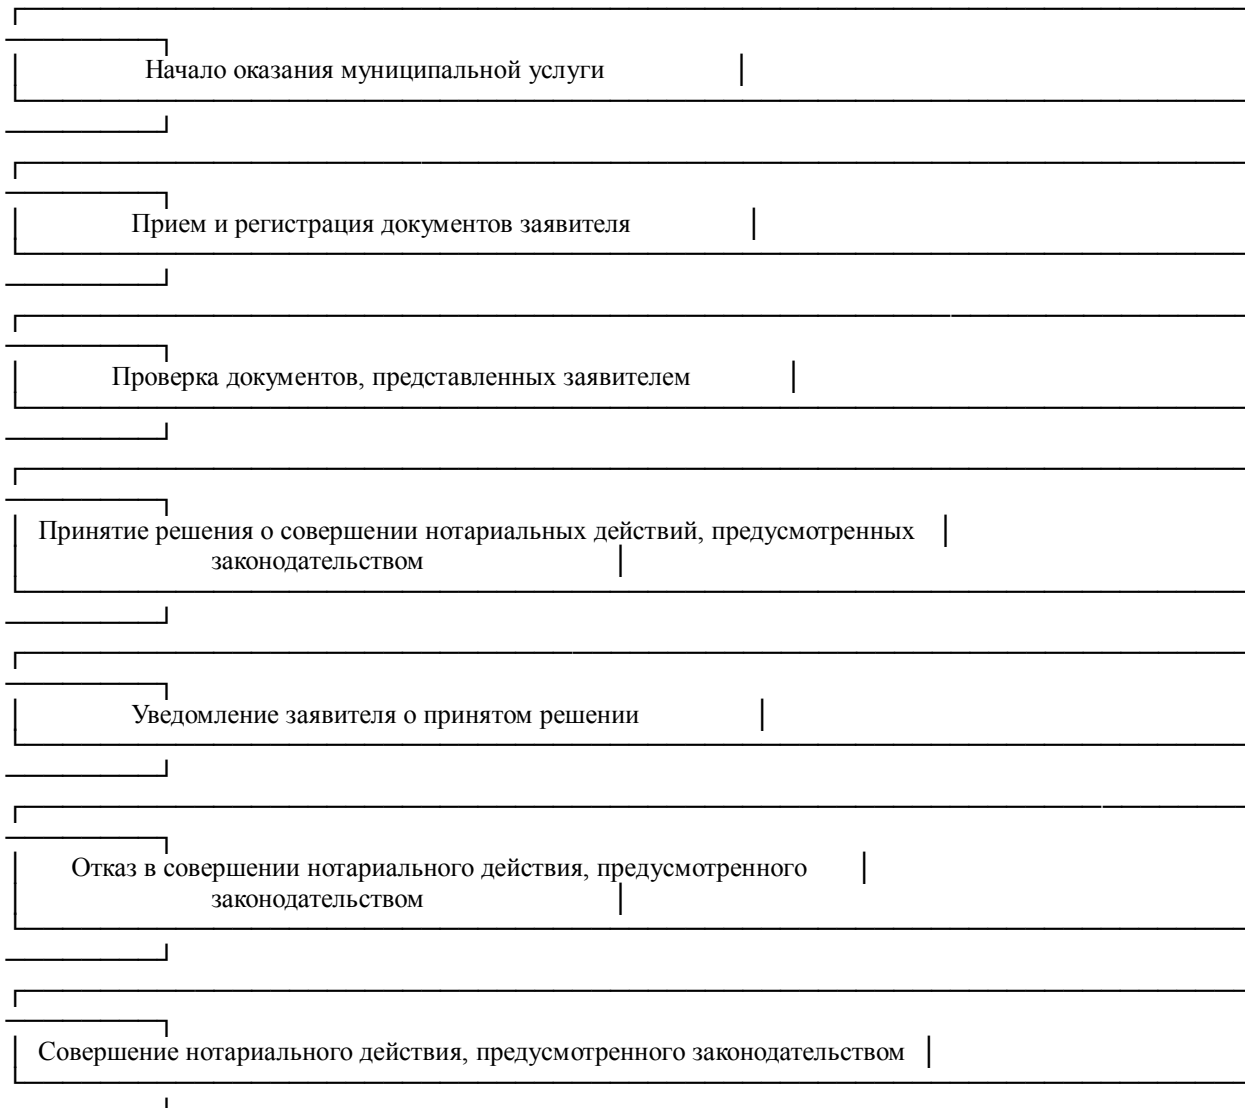 Начало оказания муниципальной услуги
Прием и регистрация документов заявителя
Проверка документов, представленных заявителем
Принятие решения о совершении нотариальных действий, предусмотренных
законодательством
Уведомление заявителя о принятом решении
Отказ в совершении нотариального действия, предусмотренного
законодательством
Совершение нотариального действия, предусмотренного законодательством